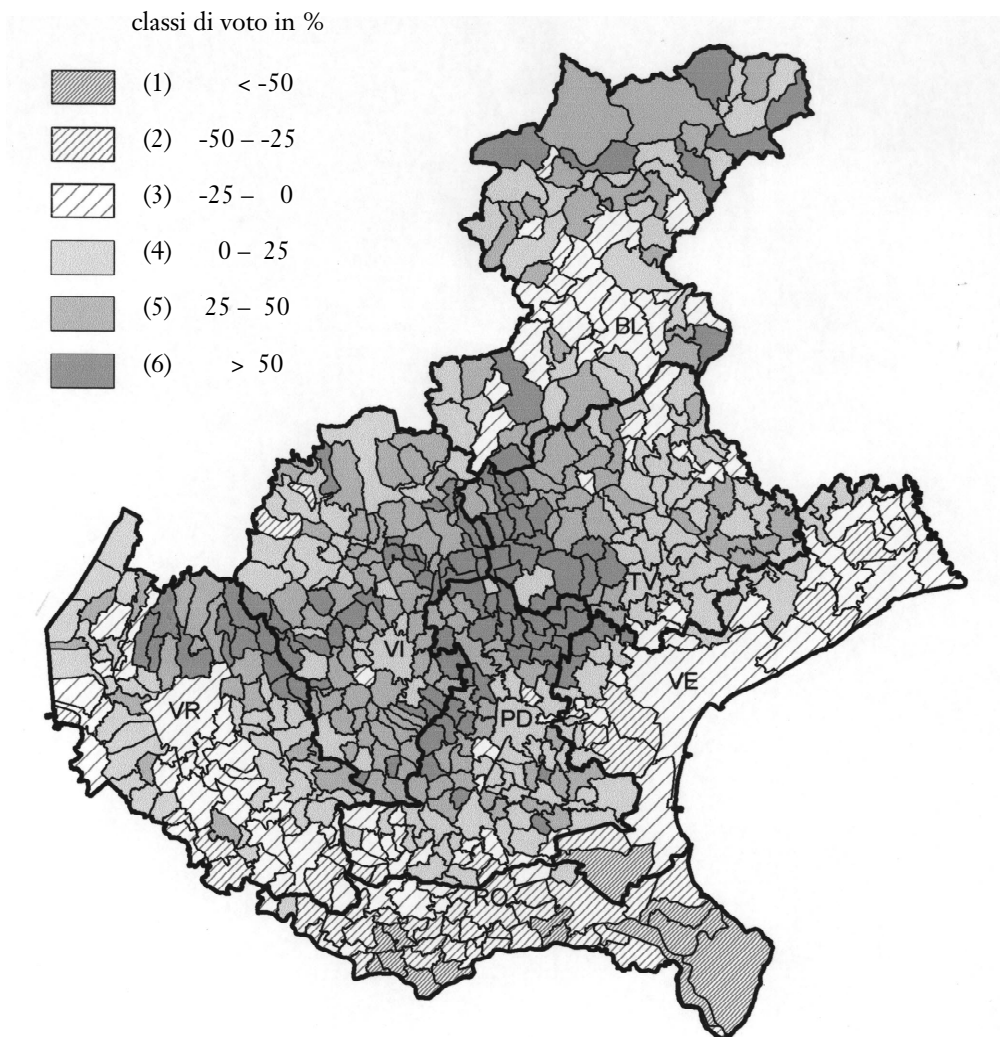 classi di voto in %
(1) < -50
(2) -50 – -25
(3) -25 – 0
(4) 0 – 25
(5) 25 – 50
(6) > 50
BL
TV
VI
VE
VR
PD
RO